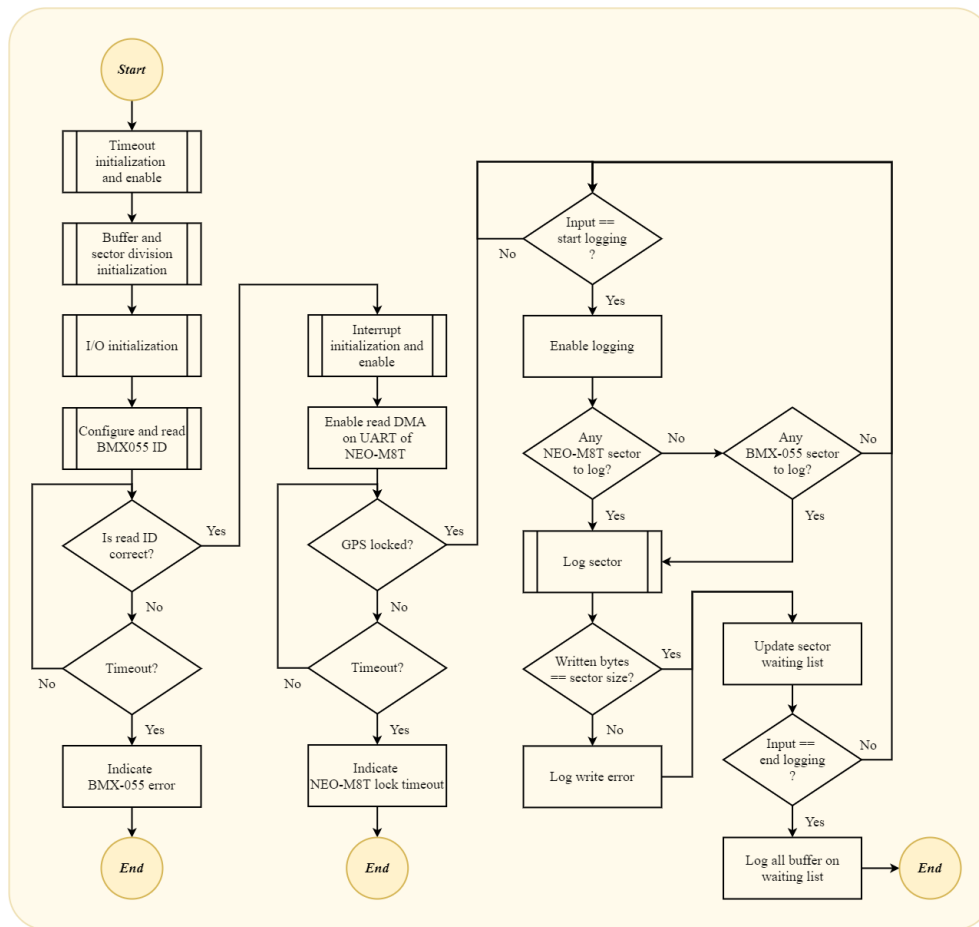 Start
Timeout
initialization
and enable
Buffer and
sector division
initialization
I/O initialization
Configure and read
BMX055 ID
Is read ID
correct?
Yes
No
Timeout?
No
Yes
Indicate
BMX-055 error
End
Interrupt
initialization and
enable
Enable read DMA
on UART of
NEO-M8T
GPS locked?
Yes
No
Timeout?
No
Yes
Indicate
NEO-M8T lock timeout
End
Input ==
start logging
?
No
Yes
Enable logging
Any
NEO-M8T sector
to log?
No
Yes
Any
BMX-055 sector
to log?
No
Yes
Log sector
Written bytes
== sector size?
Yes
No
Log write error
Update sector
waiting list
Input ==
end logging
?
No
Yes
Log all buffer on
waiting list
End